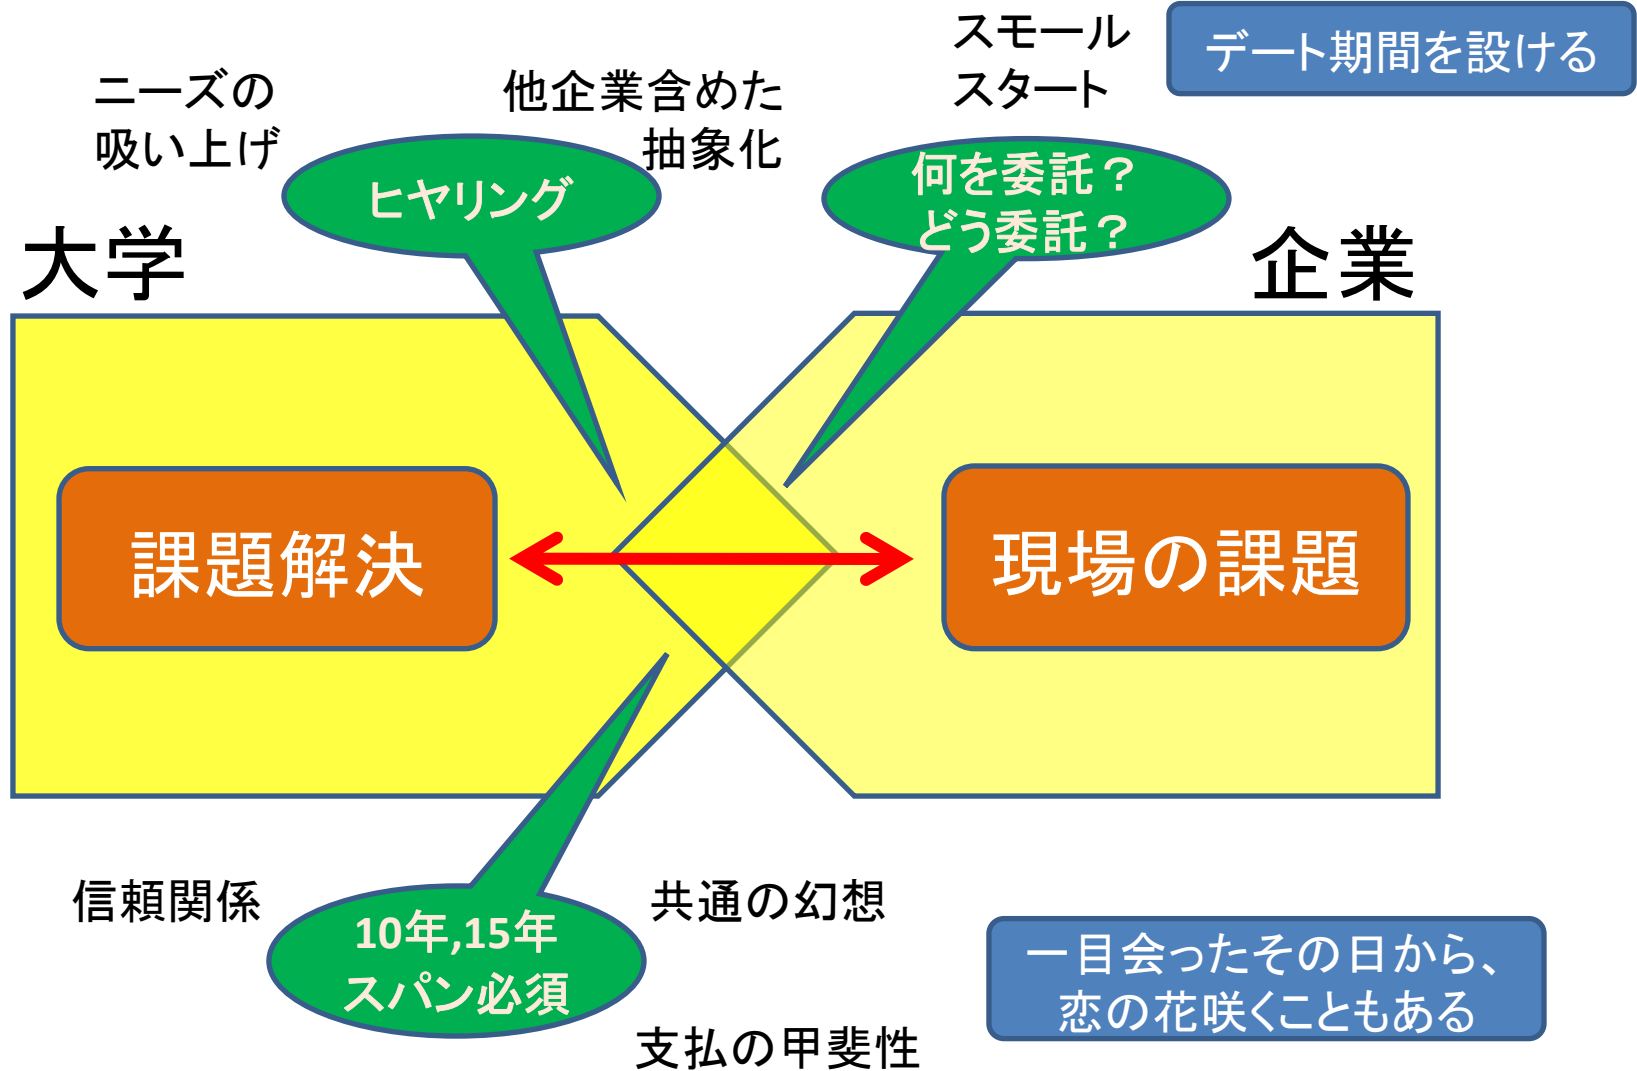 スモール
スタート
デート期間を設ける
ニーズの
吸い上げ
他企業含めた
抽象化
ヒヤリング
何を委託？
どう委託？
大学
企業
課題解決
現場の課題
信頼関係
10年,15年
スパン必須
共通の幻想
支払の甲斐性
一目会ったその日から、
恋の花咲くこともある